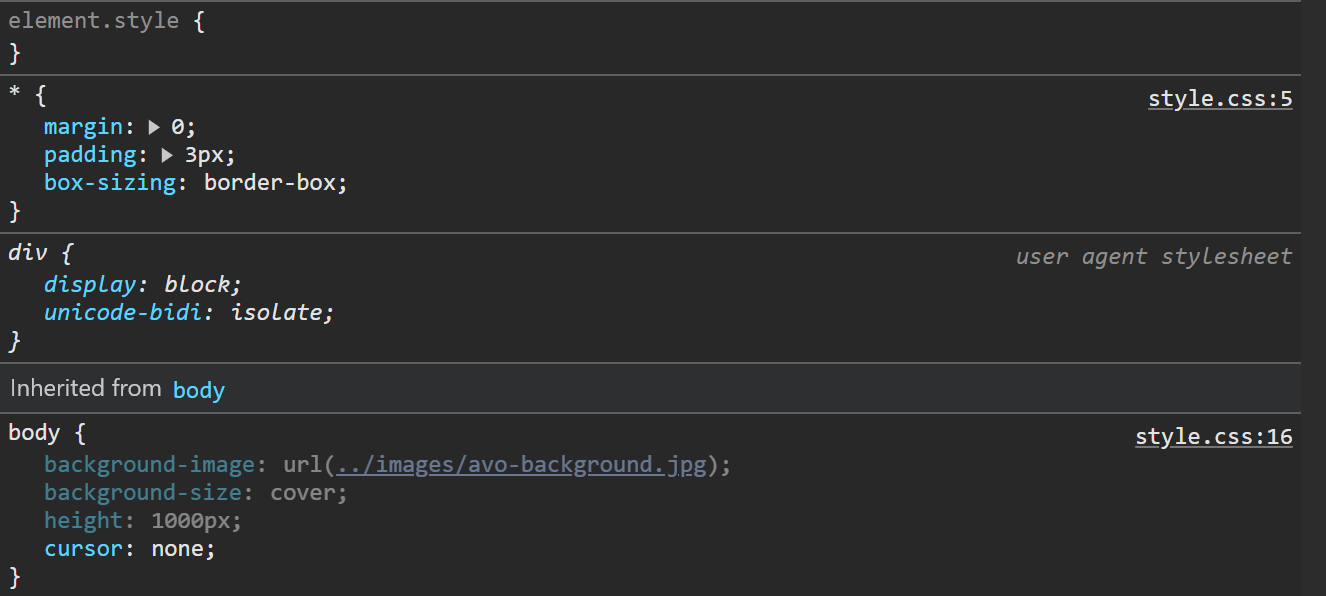 element.style {
}
* {
style.css:5
margin: ▶ 0;
padding: ▶ 3px;
box-sizing: border-box;
}
div {
user agent stylesheet
display: block;
unicode-bidi: isolate;
}
Inherited from body
body {
style.css:16
background-image: url(../images/avo-background.jpg);
background-size: cover;
height: 1000px;
cursor: none;
}